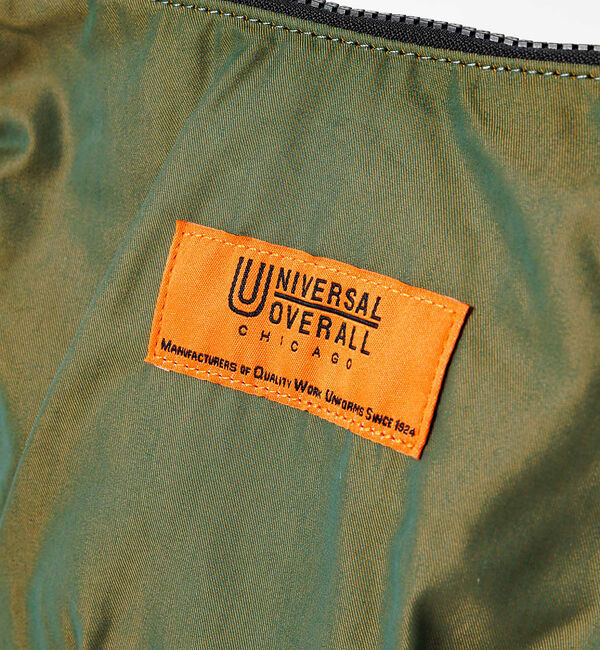 UNIVERSAL
OVERALL
CHICAGO
MANUFACTURERS OF QUALITY WORK UNIFORMS SINCE 1924